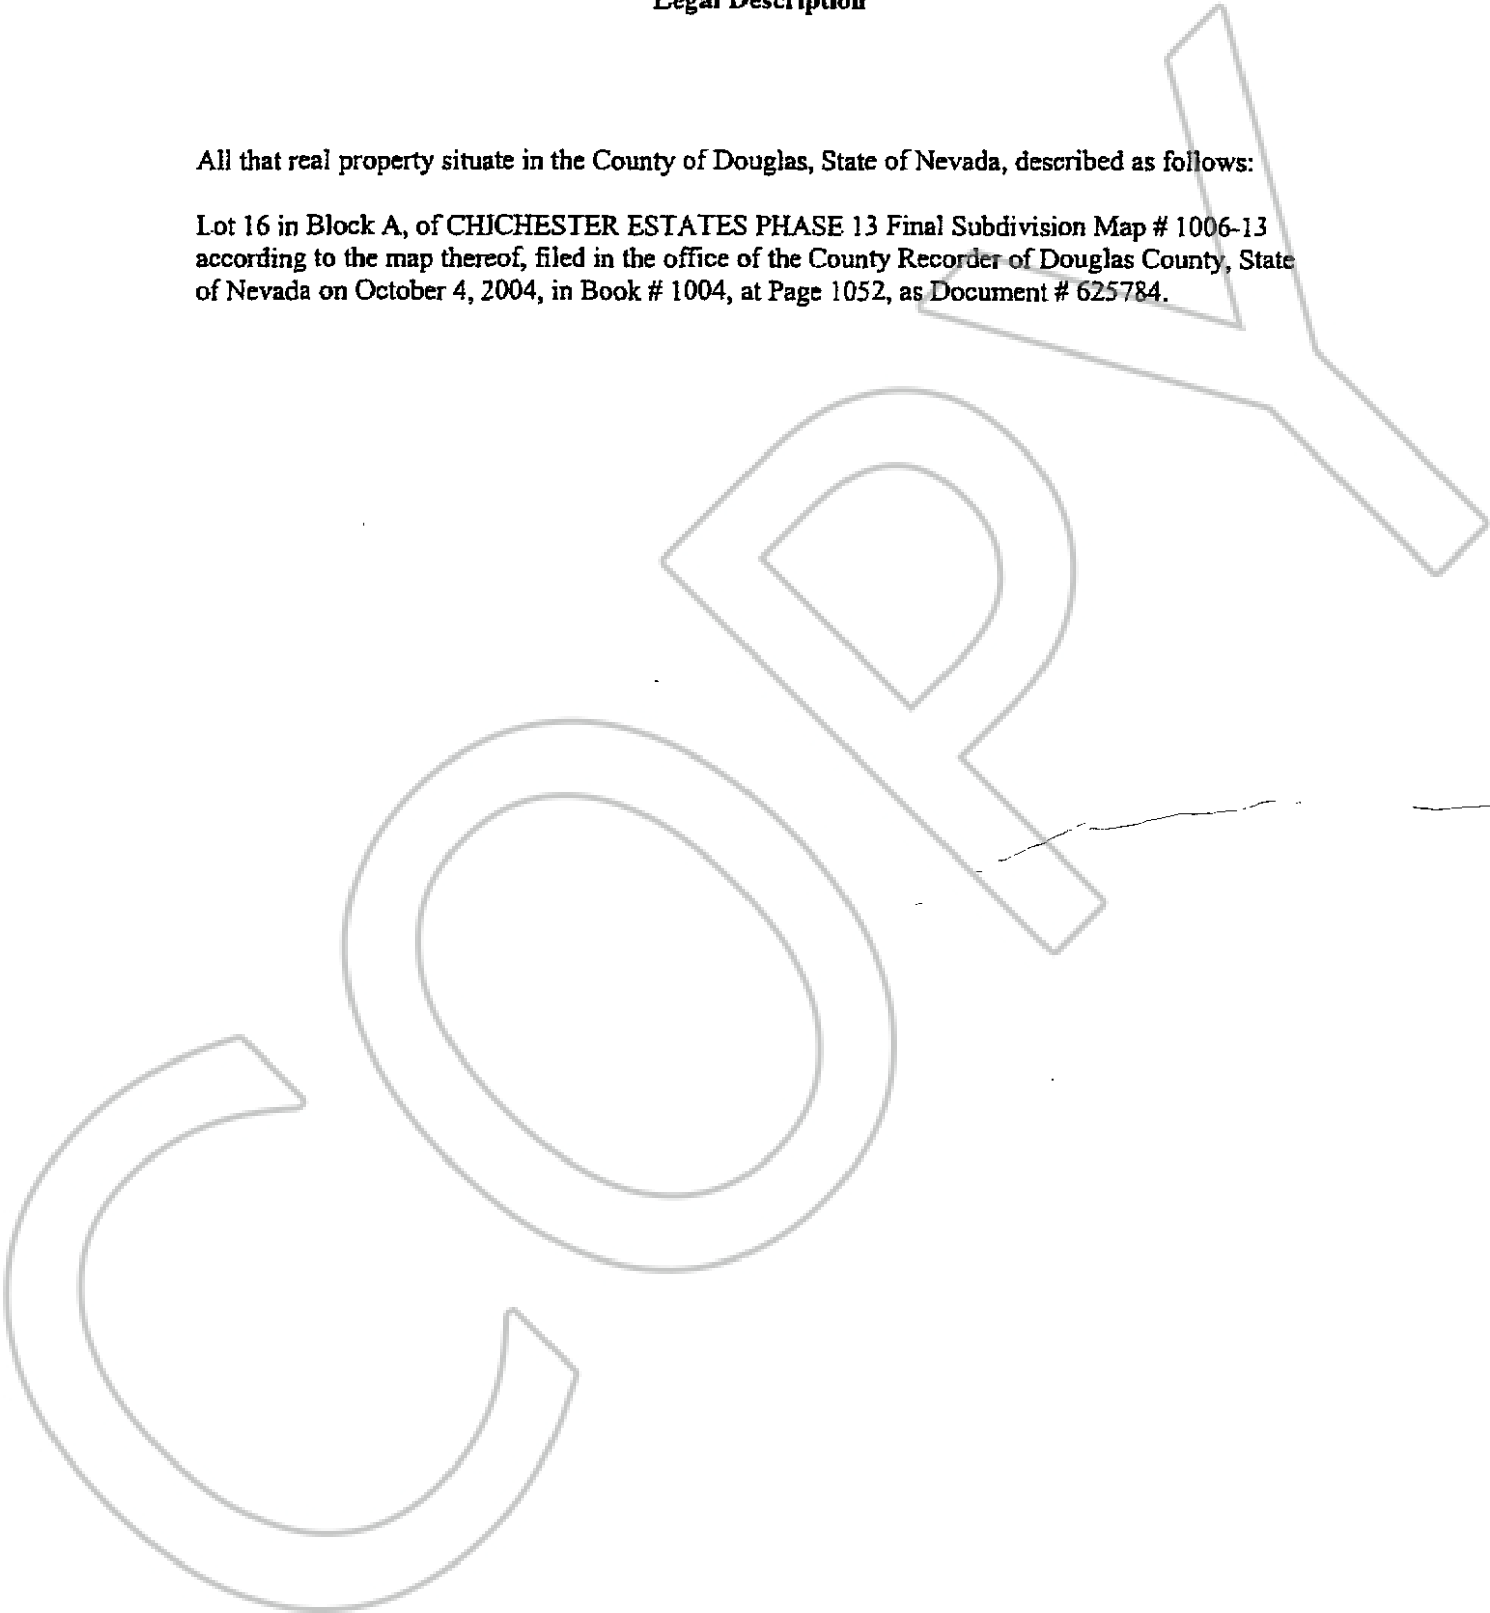 Legal Description
All that real property situate in the County of Douglas, State of Nevada, described as follows:
Lot 16 in Block A, of CHICHESTER ESTATES PHASE 13 Final Subdivision Map # 1006-13
according to the map thereof, filed in the office of the County Recorder of Douglas County, State
of Nevada on October 4, 2004, in Book # 1004, at Page 1052, as Document # 625784.
COPY